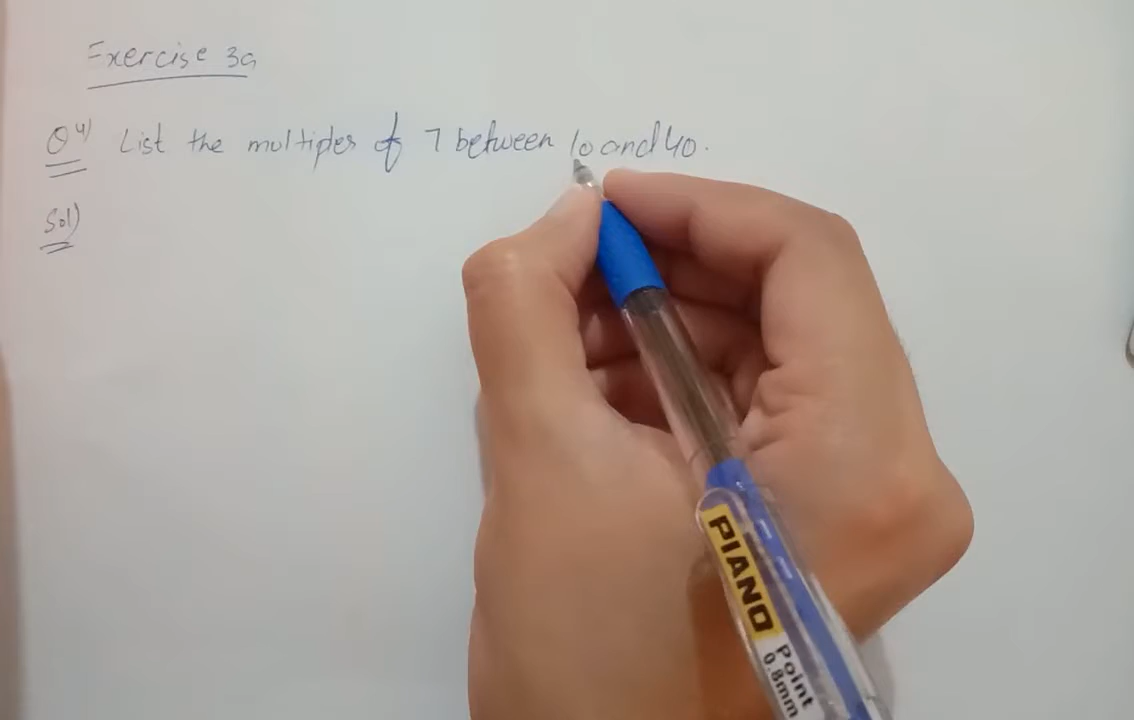 Exercise 3a
Q4) List the multiples of 7 between 10 and 40.
Sol)
PIANO
Point
0.8mm